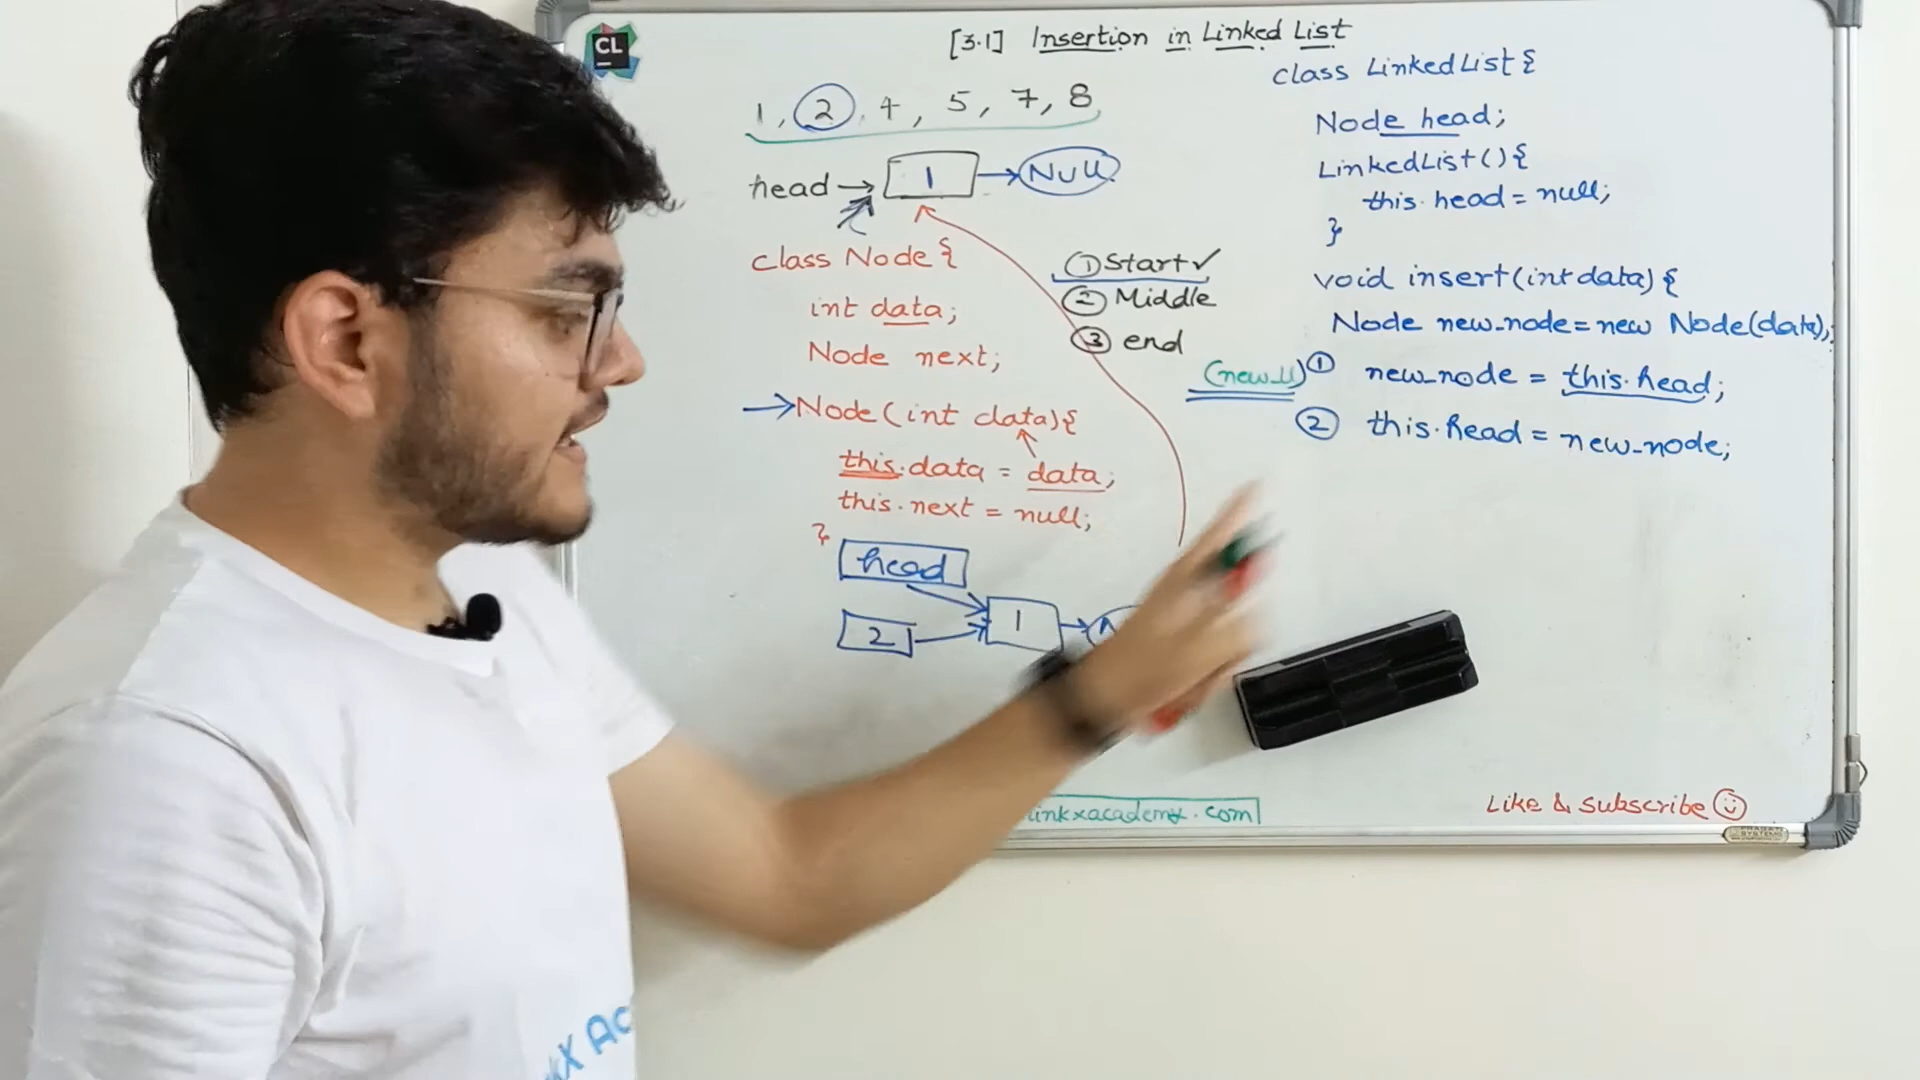 CL
[3.1] Insertion in Linked List
1, 2, 4, 5, 7, 8
head → 1 → Null
class Node {
int data;
Node next;
→ Node (int data) {
this.data = data;
this.next = null;
}
head
2
1
① Start ✓
② Middle
③ end
class LinkedList {
Node head;
LinkedList() {
this.head = null;
}
void insert(int data) {
Node new_node = new Node(data);
① new_node = this.head;
② this.head = new_node;
inkxacademy.com
Like & Subscribe